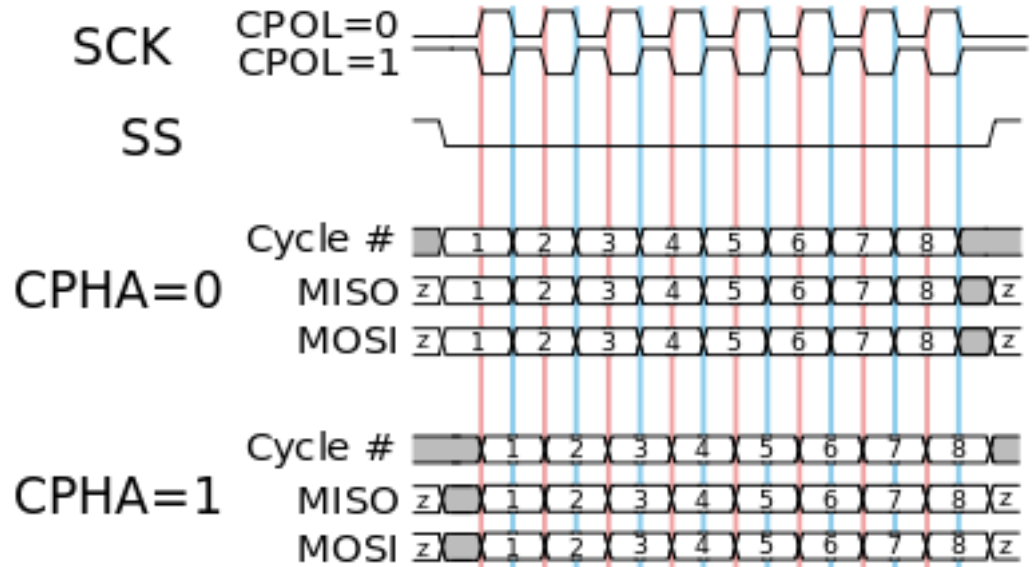 SCK CPOL=0
CPOL=1
SS
CPHA=0
Cycle # 1 2 3 4 5 6 7 8
MISO z 1 2 3 4 5 6 7 8 z
MOSI z 1 2 3 4 5 6 7 8 z
CPHA=1
Cycle # 1 2 3 4 5 6 7 8
MISO z 1 2 3 4 5 6 7 8 z
MOSI z 1 2 3 4 5 6 7 8 z